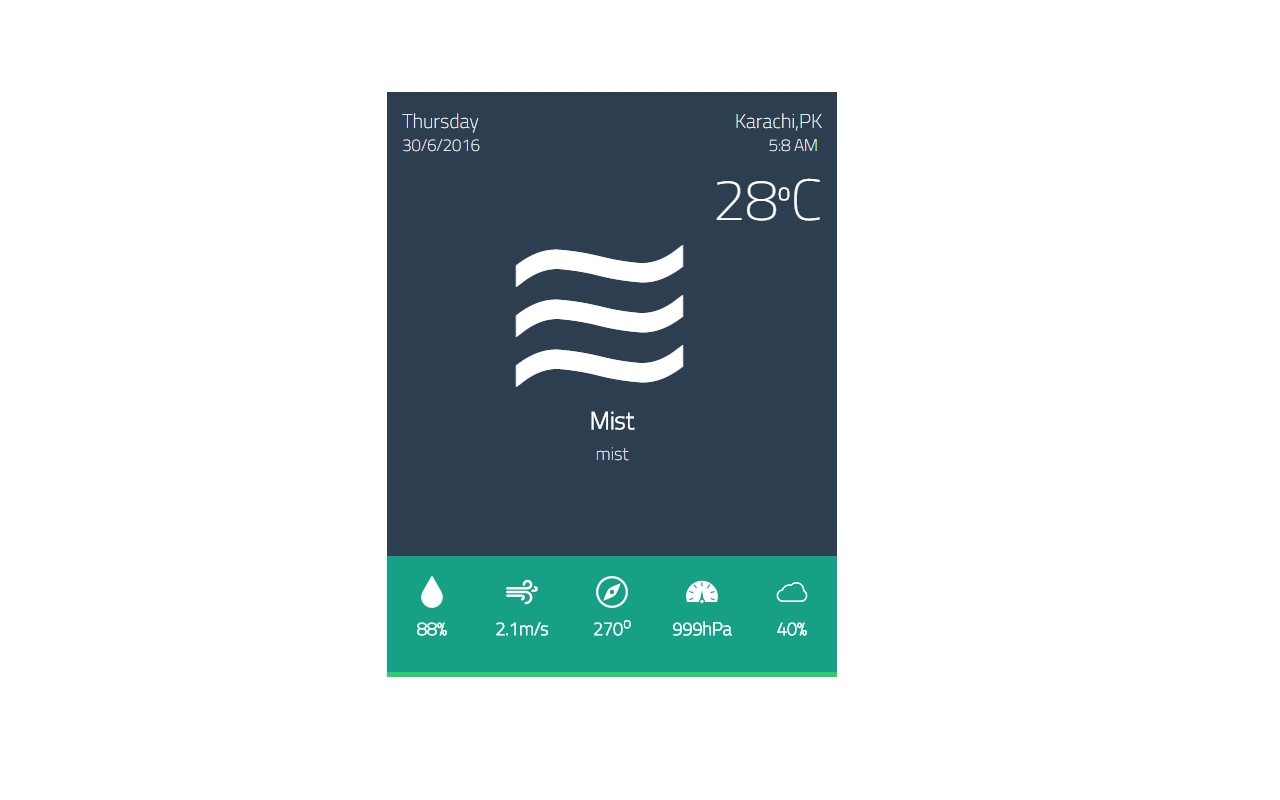 Thursday
Karachi,PK
30/6/2016
5:8 AM
28ºC
Mist
mist
88% 2.1m/s 270º 999hPa 40%